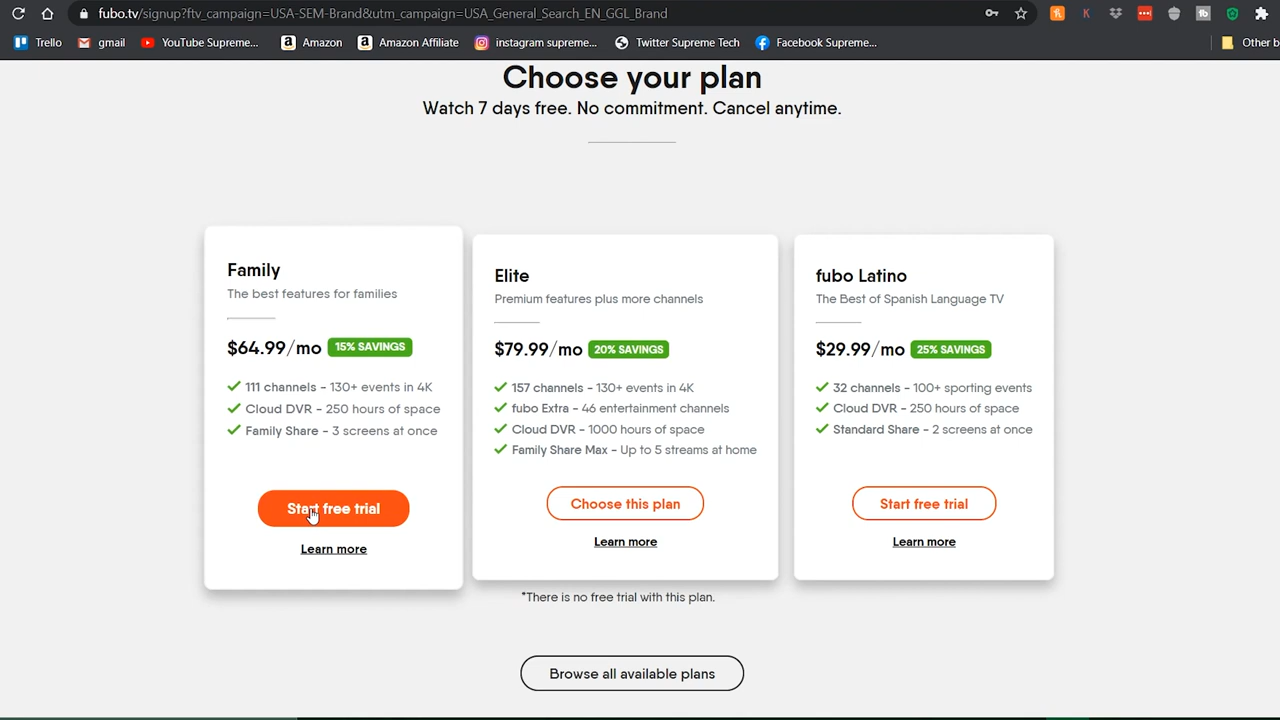 fubo.tv/signup?ftv_campaign=USA-SEM-Brand&utm_campaign=USA_General_Search_EN_GGL_Brand
Trello gmail YouTube Supreme... Amazon Amazon Affiliate instagram supreme... Twitter Supreme Tech Facebook Supreme... Other b
Choose your plan
Watch 7 days free. No commitment. Cancel anytime.
Family
The best features for families
$64.99/mo 15% SAVINGS
111 channels - 130+ events in 4K
Cloud DVR - 250 hours of space
Family Share - 3 screens at once
Start free trial
Learn more
Elite
Premium features plus more channels
$79.99/mo 20% SAVINGS
157 channels - 130+ events in 4K
fubo Extra - 46 entertainment channels
Cloud DVR - 1000 hours of space
Family Share Max - Up to 5 streams at home
Choose this plan
Learn more
*There is no free trial with this plan.
fubo Latino
The Best of Spanish Language TV
$29.99/mo 25% SAVINGS
32 channels - 100+ sporting events
Cloud DVR - 250 hours of space
Standard Share - 2 screens at once
Start free trial
Learn more
Browse all available plans